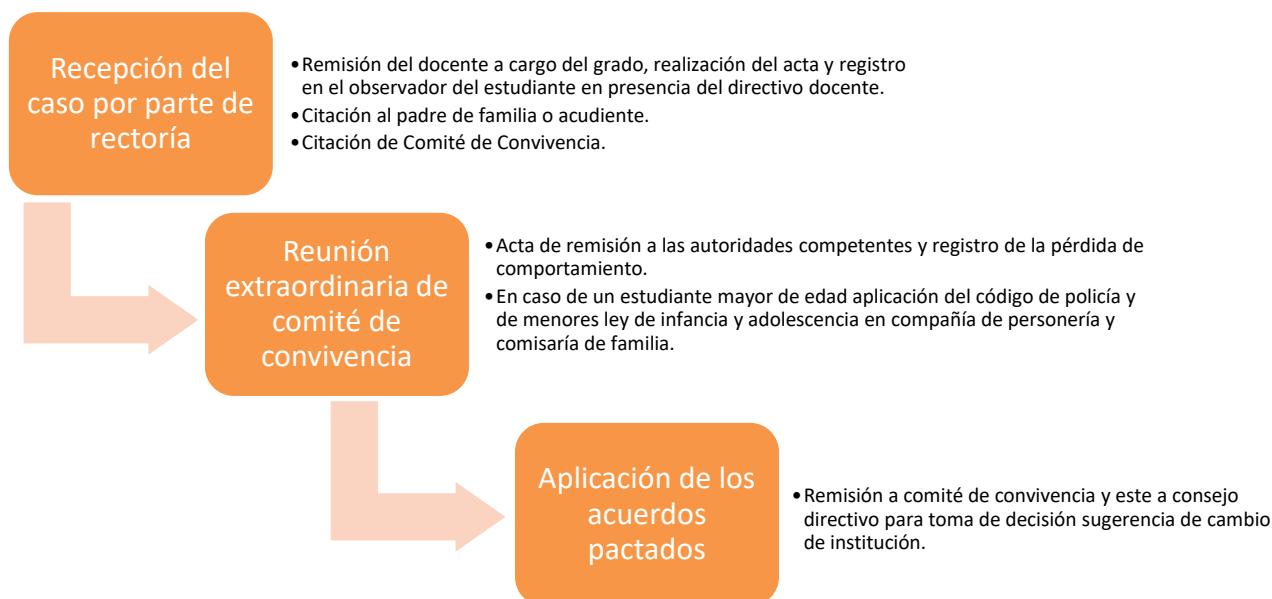 Recepción del
caso por parte de
rectoría
•Remisión del docente a cargo del grado, realización del acta y registro
en el observador del estudiante en presencia del directivo docente.
•Citación al padre de familia o acudiente.
•Citación de Comité de Convivencia.
Reunión
extraordinaria de
comité de
convivencia
•Acta de remisión a las autoridades competentes y registro de la pérdida de
comportamiento.
•En caso de un estudiante mayor de edad aplicación del código de policía y
de menores ley de infancia y adolescencia en compañía de personería y
comisaría de familia.
Aplicación de los
acuerdos
pactados
•Remisión a comité de convivencia y este a consejo
directivo para toma de decisión sugerencia de cambio
de institución.